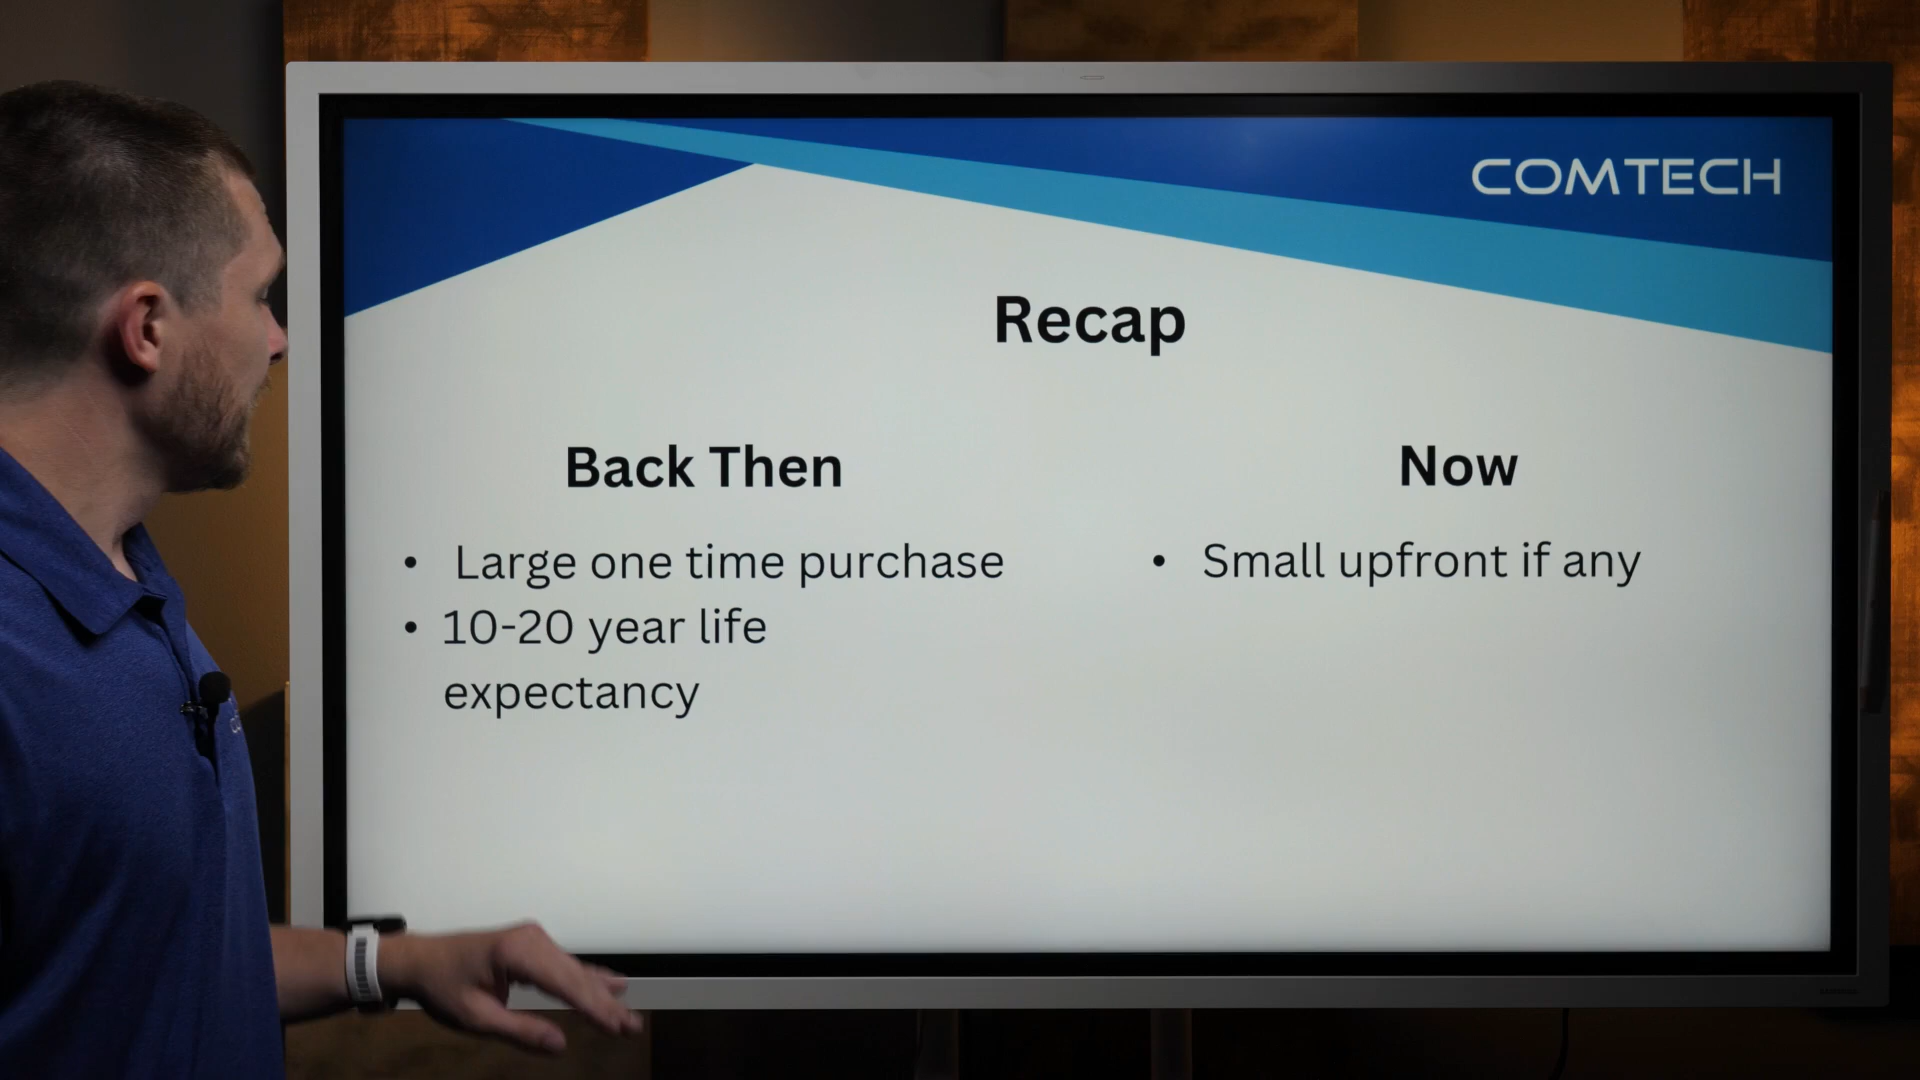 COMTECH
Recap
Back Then
• Large one time purchase
• 10-20 year life
expectancy
Now
• Small upfront if any